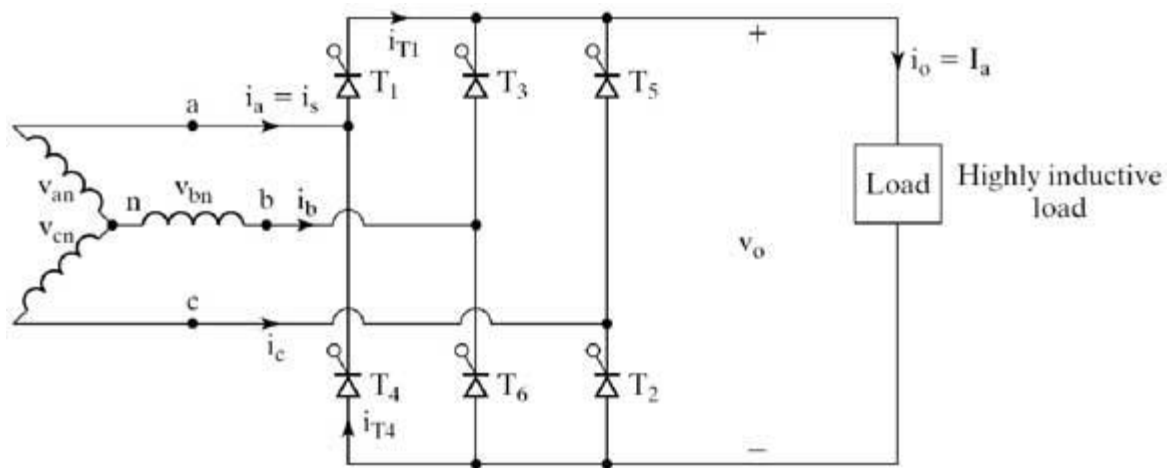 i_T1
+
T_1
T_3
T_5
i_o = I_a
a
i_a = i_s
v_an
n
v_bn
b
i_b
v_cn
Load
Highly inductive
load
v_o
c
i_c
T_4
T_6
T_2
i_T4
−